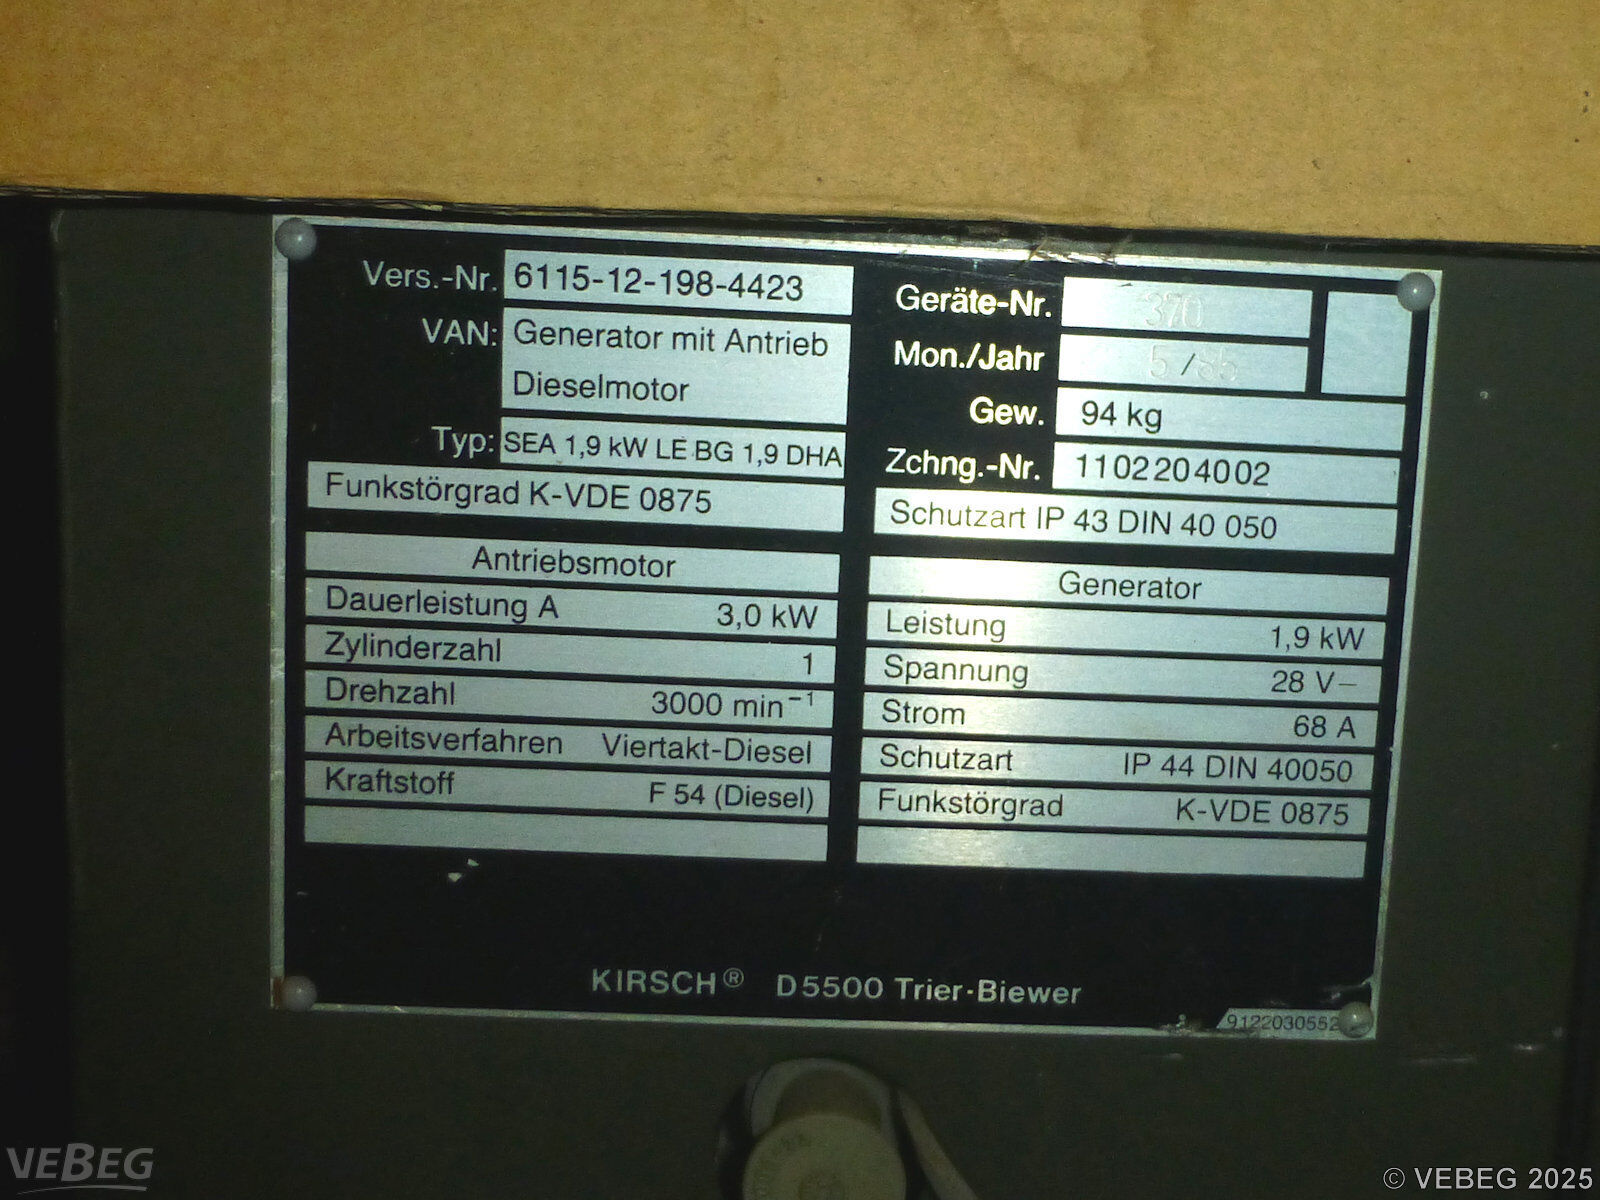 Vers.-Nr. 6115-12-198-4423
VAN: Generator mit Antrieb
Dieselmotor
Typ: SEA 1,9 kW LE BG 1,9 DHA
Funkstörgrad K-VDE 0875
Geräte-Nr. 370
Mon./Jahr 5/85
Gew. 94 kg
Zchng.-Nr. 1102204002
Schutzart IP 43 DIN 40 050
Antriebsmotor
Dauerleistung A 3,0 kW
Zylinderzahl 1
Drehzahl 3000 min⁻¹
Arbeitsverfahren Viertakt-Diesel
Kraftstoff F 54 (Diesel)
Generator
Leistung 1,9 kW
Spannung 28 V–
Strom 68 A
Schutzart IP 44 DIN 40050
Funkstörgrad K-VDE 0875
KIRSCH® D5500 Trier-Biewer
9122030552
VEBEG
© VEBEG 2025